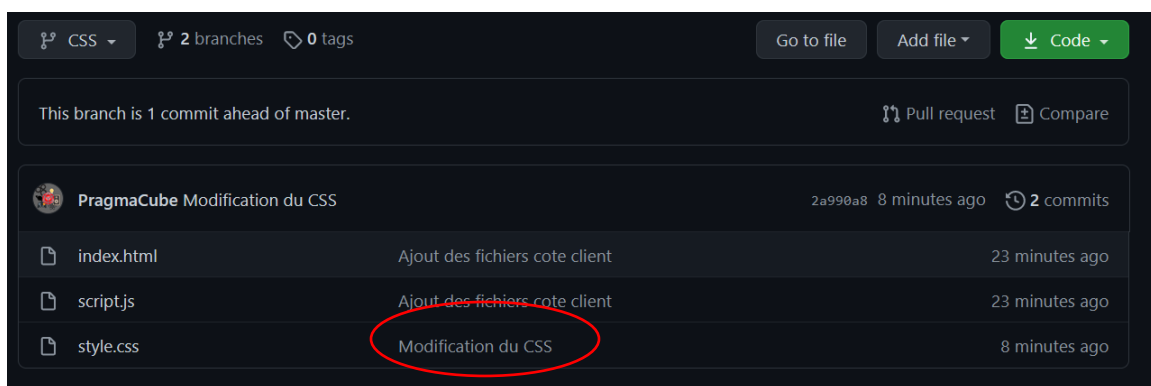 CSS 2 branches 0 tags Go to file Add file Code
This branch is 1 commit ahead of master. Pull request Compare
PragmaCube Modification du CSS 2a990a8 8 minutes ago 2 commits
index.html Ajout des fichiers cote client 23 minutes ago
script.js Ajout des fichiers cote client 23 minutes ago
style.css Modification du CSS 8 minutes ago